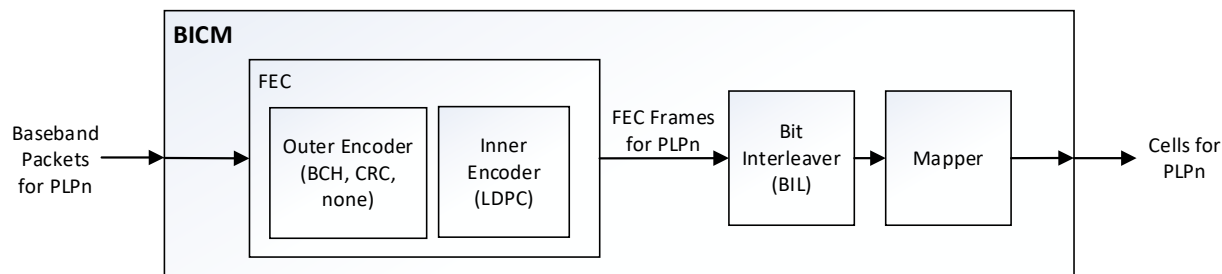 BICM
FEC
Baseband
Packets
for PLPn
Outer Encoder
(BCH, CRC,
none)
Inner
Encoder
(LDPC)
FEC Frames
for PLPn
Bit
Interleaver
(BIL)
Mapper
Cells for
PLPn